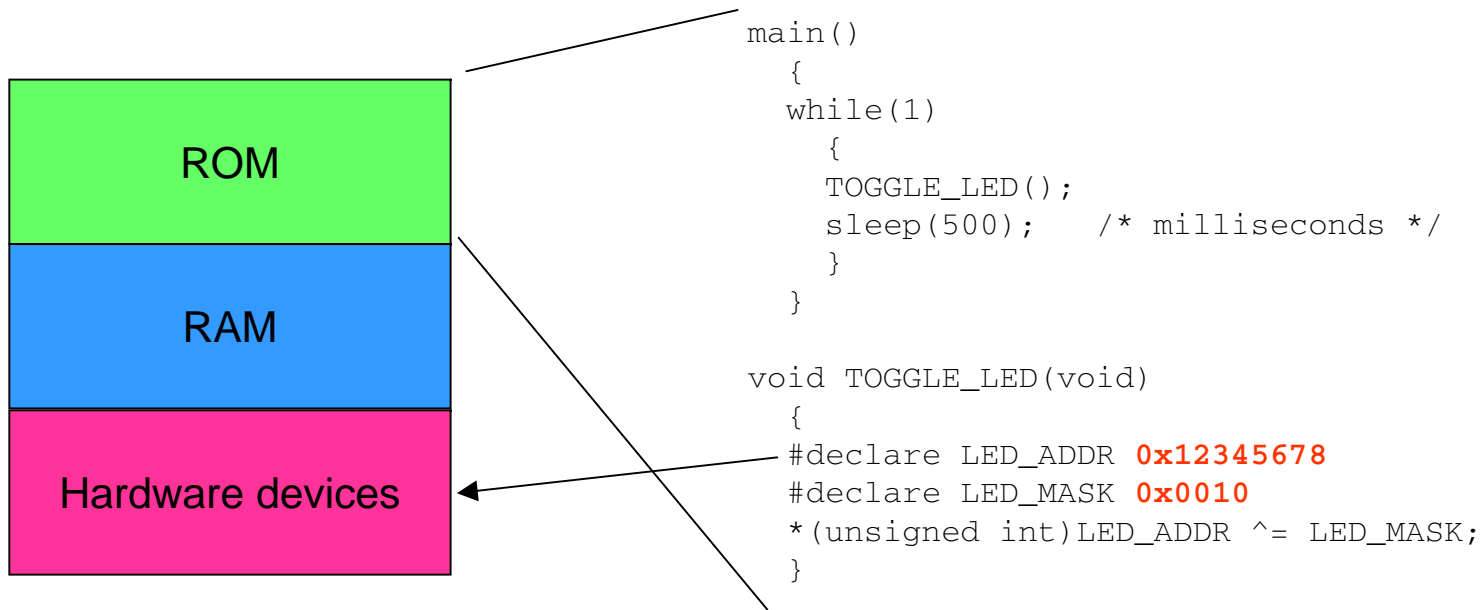 ROM
RAM
Hardware devices
main()
{
while(1)
{
TOGGLE_LED();
sleep(500); /* milliseconds */
}
}
void TOGGLE_LED(void)
{
#declare LED_ADDR 0x12345678
#declare LED_MASK 0x0010
*(unsigned int)LED_ADDR ^= LED_MASK;
}